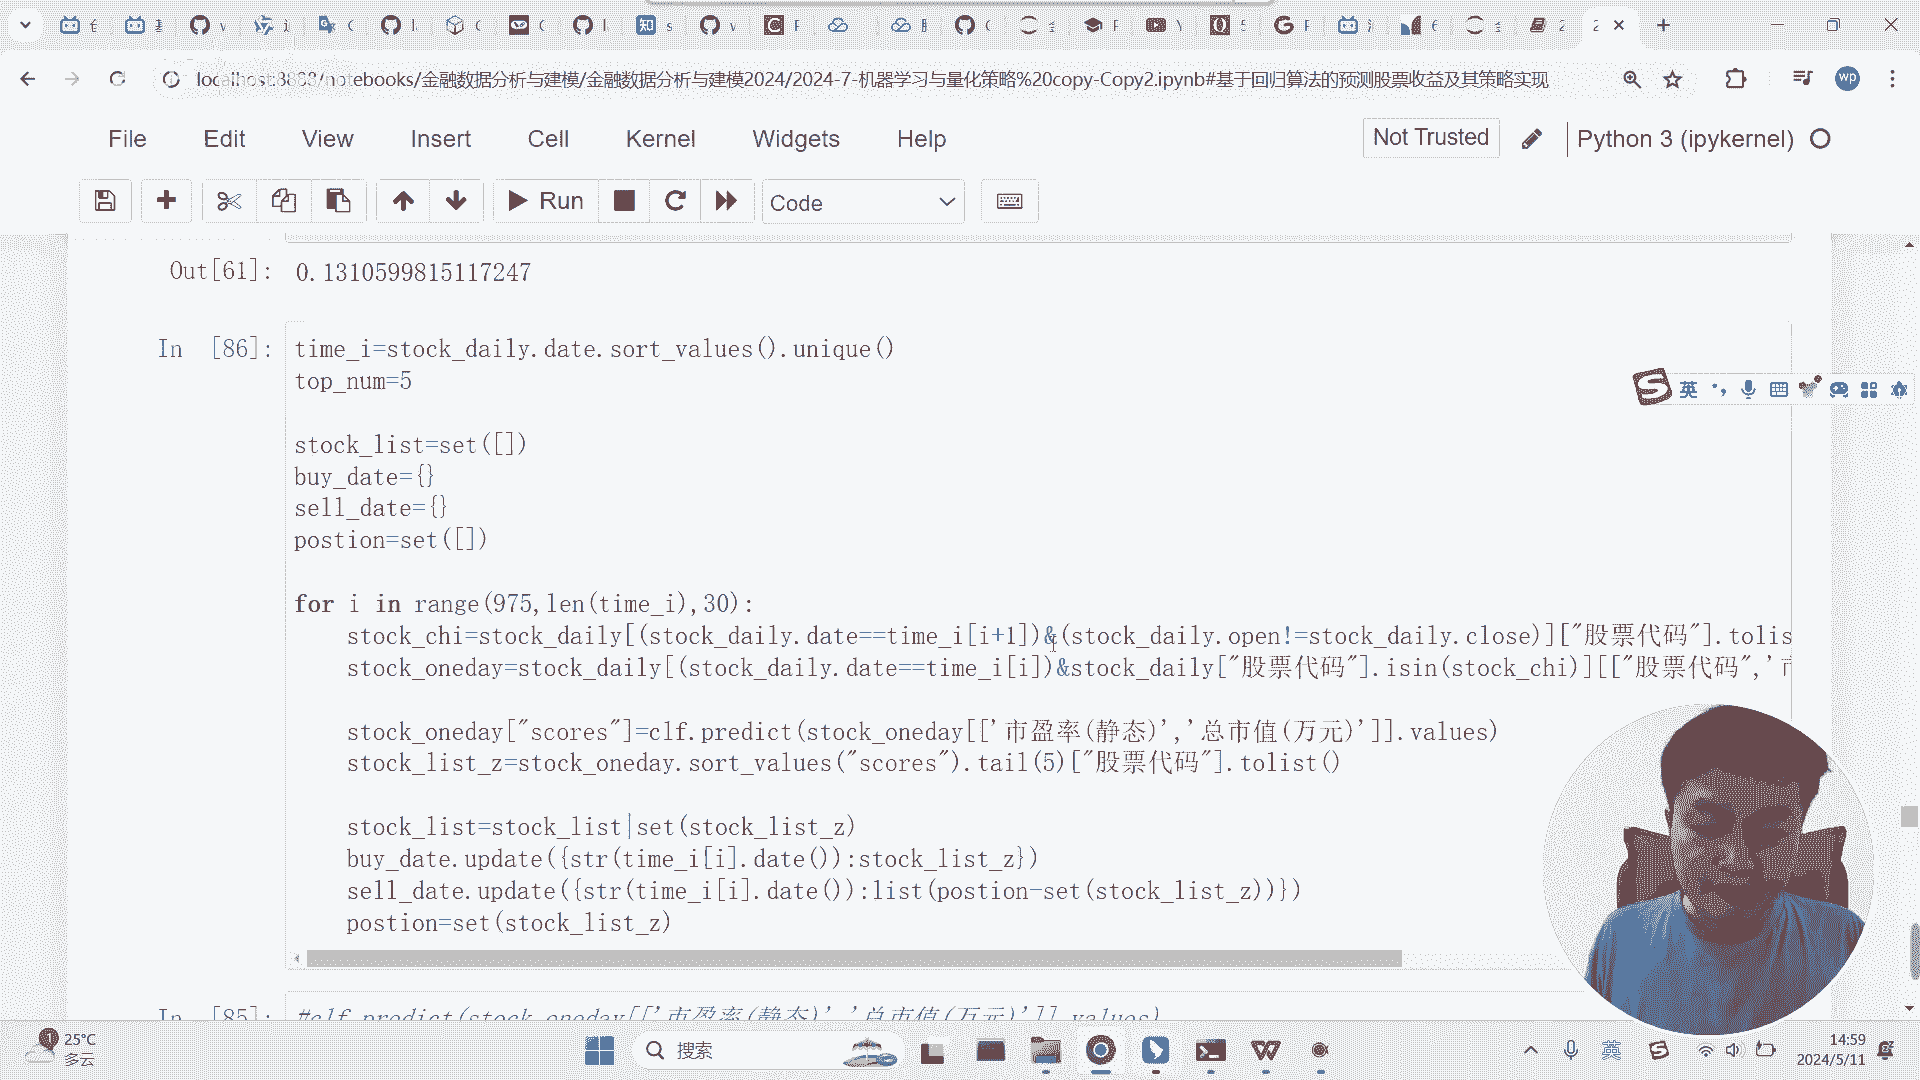 localhost:8888/notebooks/金融数据分析与建模/金融数据分析与建模2024/2024-7-机器学习与量化策略%20copy-Copy2.ipynb#基于回归算法的预测股票收益及其策略实现
wp
File Edit View Insert Cell Kernel Widgets Help Not Trusted Python 3 (ipykernel)
Run Code
Out[61]: 0.1310599815117247
In [86]: time_i=stock_daily.date.sort_values().unique()
top_num=5
stock_list=set([])
buy_date={}
sell_date={}
postion=set([])
for i in range(975,len(time_i),30):
stock_chi=stock_daily[(stock_daily.date==time_i[i+1])&(stock_daily.open!=stock_daily.close)]["股票代码"].tolis
stock_oneday=stock_daily[(stock_daily.date==time_i[i])&stock_daily["股票代码"].isin(stock_chi)][["股票代码",'市
stock_oneday["scores"]=clf.predict(stock_oneday[['市盈率(静态)','总市值(万元)']].values)
stock_list_z=stock_oneday.sort_values("scores").tail(5)["股票代码"].tolist()
stock_list=stock_list|set(stock_list_z)
buy_date.update({str(time_i[i].date()):stock_list_z})
sell_date.update({str(time_i[i].date()):list(postion-set(stock_list_z))})
postion=set(stock_list_z)
In [85]: #clf.predict(stock_oneday[['市盈率(静态)','总市值(万元)']].values)
英
25°C
多云
搜索
英
14:59
2024/5/11